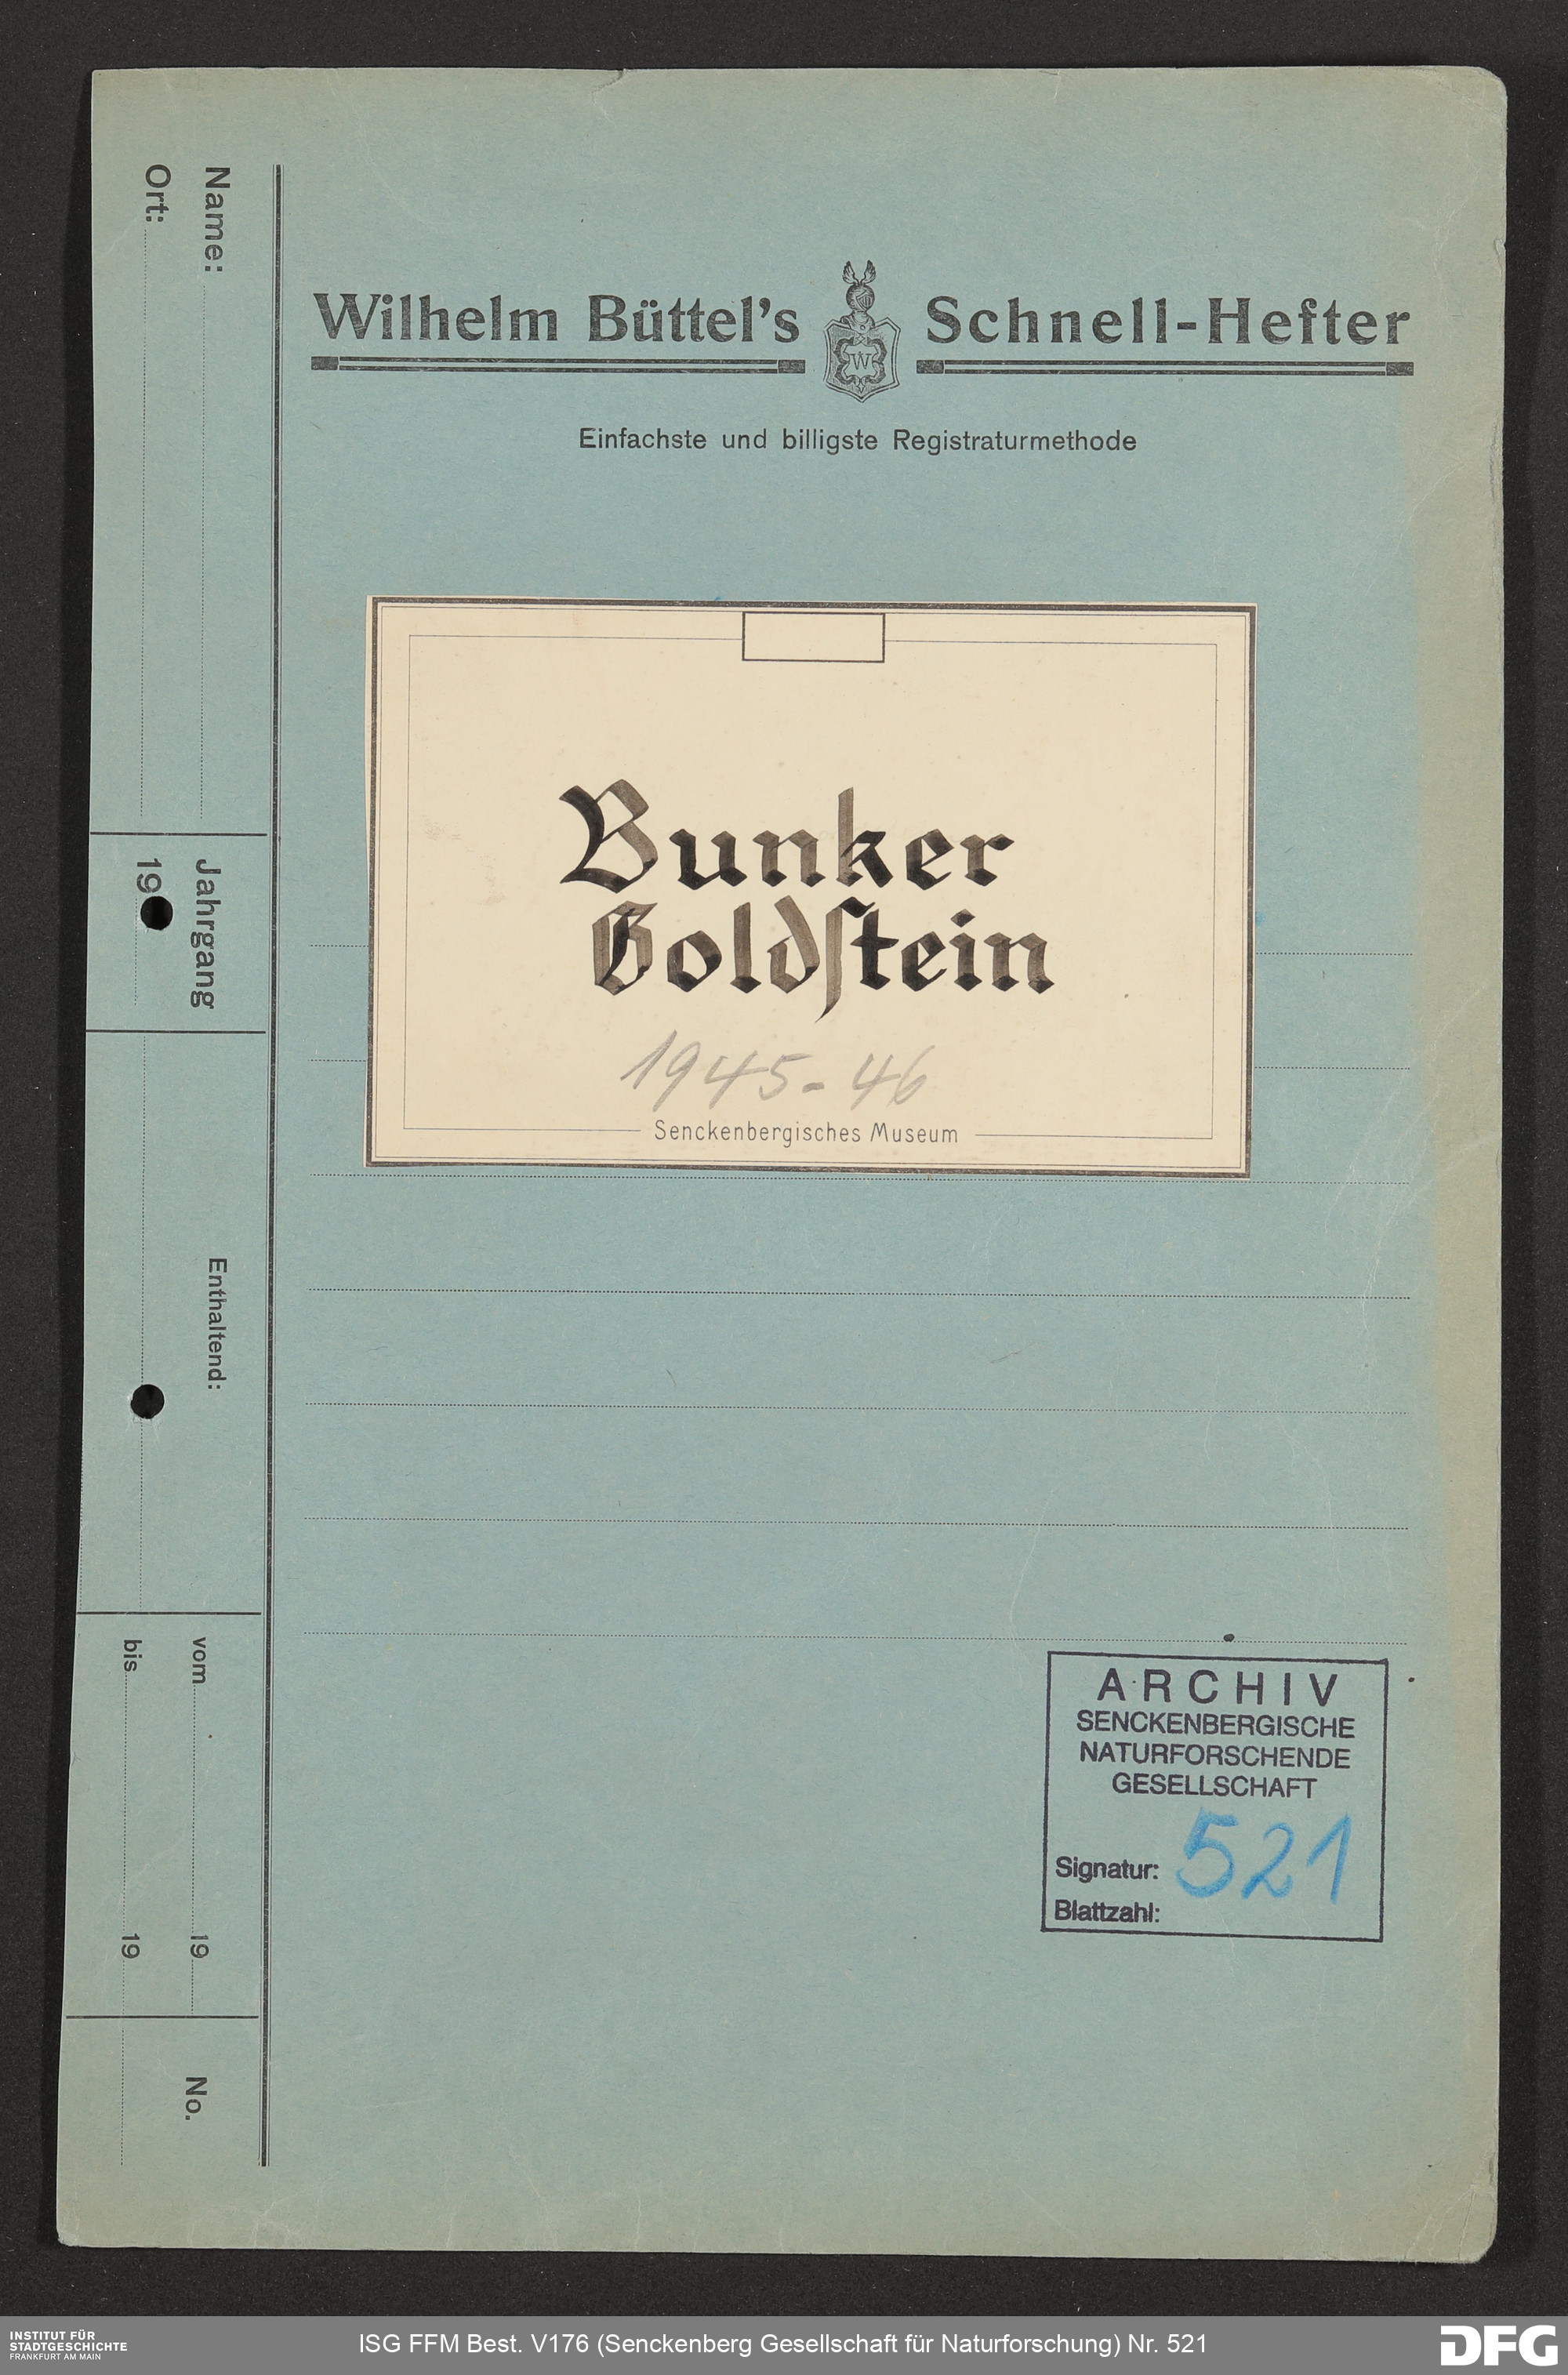 Wilhelm Büttel's Schnell-Hefter
W
Einfachste und billigste Registraturmethode
Bunker
Goldſtein
1945-46
Senckenbergisches Museum
Name:
Ort:
Jahrgang
19
Enthaltend:
vom 19
bis 19
No.
ARCHIV
SENCKENBERGISCHE
NATURFORSCHENDE
GESELLSCHAFT
Signatur: 521
Blattzahl:
INSTITUT FÜR
STADTGESCHICHTE
FRANKFURT AM MAIN
ISG FFM Best. V176 (Senckenberg Gesellschaft für Naturforschung) Nr. 521
DFG